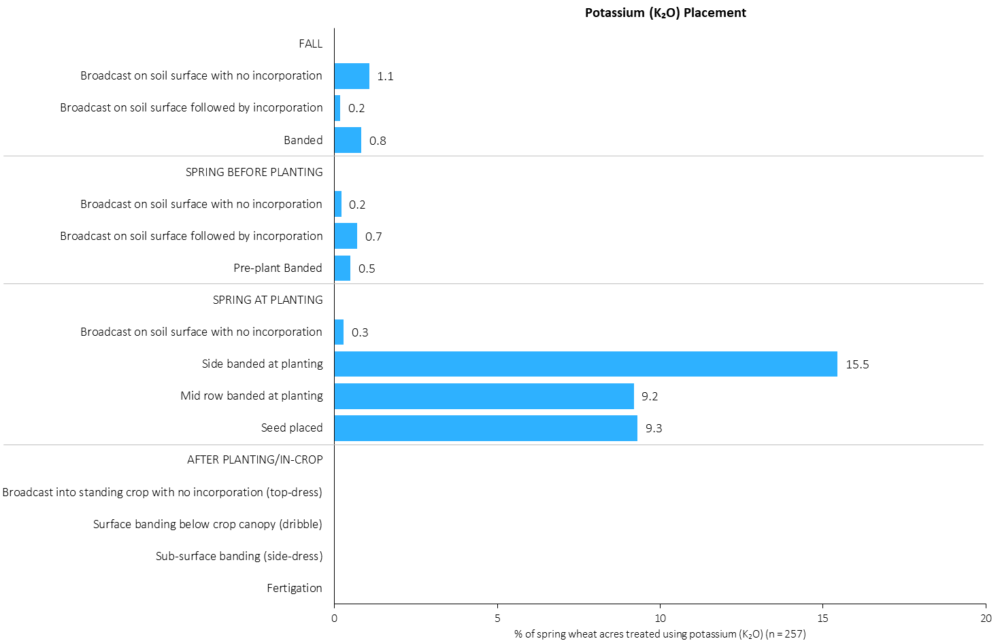 Potassium (K₂O) Placement
FALL
Broadcast on soil surface with no incorporation 1.1
Broadcast on soil surface followed by incorporation 0.2
Banded 0.8
SPRING BEFORE PLANTING
Broadcast on soil surface with no incorporation 0.2
Broadcast on soil surface followed by incorporation 0.7
Pre-plant Banded 0.5
SPRING AT PLANTING
Broadcast on soil surface with no incorporation 0.3
Side banded at planting 15.5
Mid row banded at planting 9.2
Seed placed 9.3
AFTER PLANTING/IN-CROP
Broadcast into standing crop with no incorporation (top-dress)
Surface banding below crop canopy (dribble)
Sub-surface banding (side-dress)
Fertigation
0 5 10 15 20
% of spring wheat acres treated using potassium (K₂O) (n = 257)